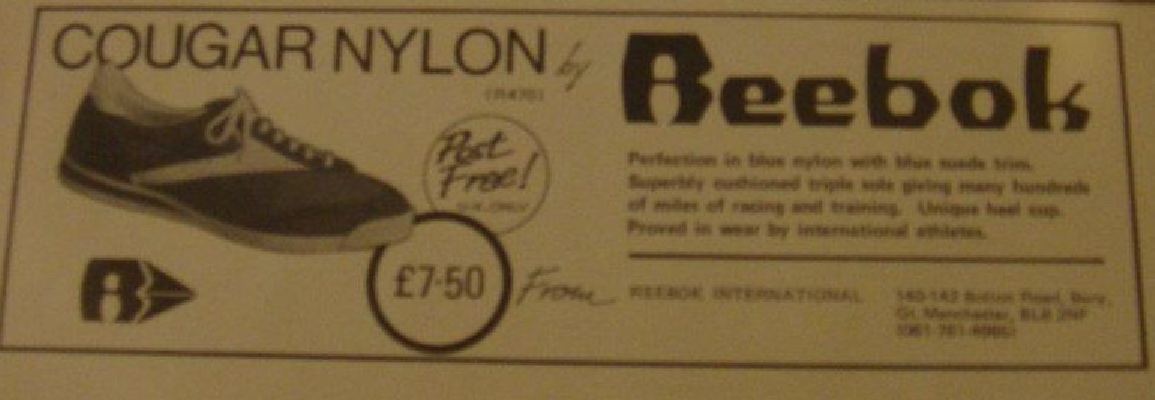 COUGAR NYLON by
Reebok
Post
Free!
£7-50 From
Perfection in blue nylon with blue suede trim.
Superbly cushioned triple sole giving many hundreds
of miles of racing and training. Unique heel cup.
Proved in wear by international athletes.
REEBOK INTERNATIONAL
Road, Bury,
Gt. Manchester,